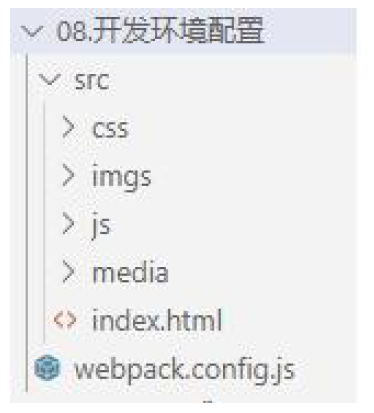 08.开发环境配置
src
css
imgs
js
media
index.html
webpack.config.js